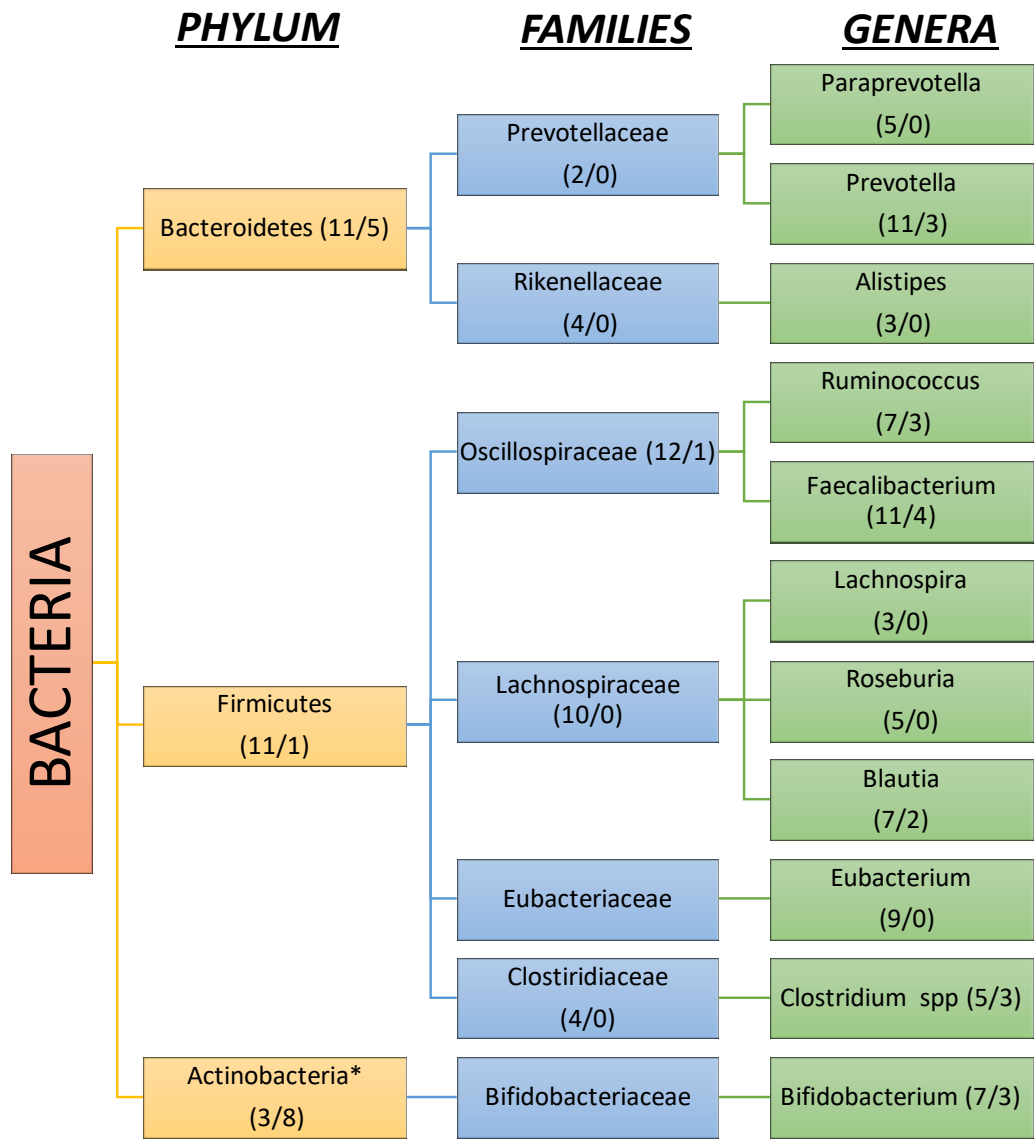 PHYLUM
FAMILIES
GENERA
BACTERIA
Bacteroidetes (11/5)
Prevotellaceae
(2/0)
Paraprevotella
(5/0)
Prevotella
(11/3)
Rikenellaceae
(4/0)
Alistipes
(3/0)
Firmicutes
(11/1)
Oscillospiraceae (12/1)
Ruminococcus
(7/3)
Faecalibacterium
(11/4)
Lachnospiraceae
(10/0)
Lachnospira
(3/0)
Roseburia
(5/0)
Blautia
(7/2)
Eubacteriaceae
Eubacterium
(9/0)
Clostiridiaceae
(4/0)
Clostridium spp (5/3)
Actinobacteria*
(3/8)
Bifidobacteriaceae
Bifidobacterium (7/3)